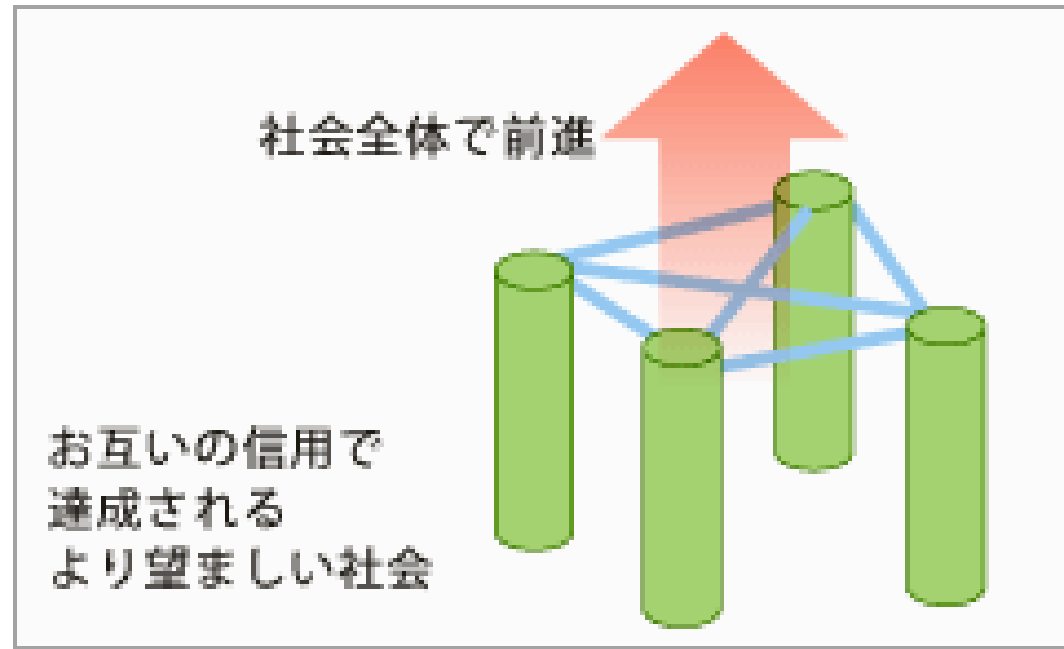 社会全体で前進
お互いの信用で
達成される
より望ましい社会